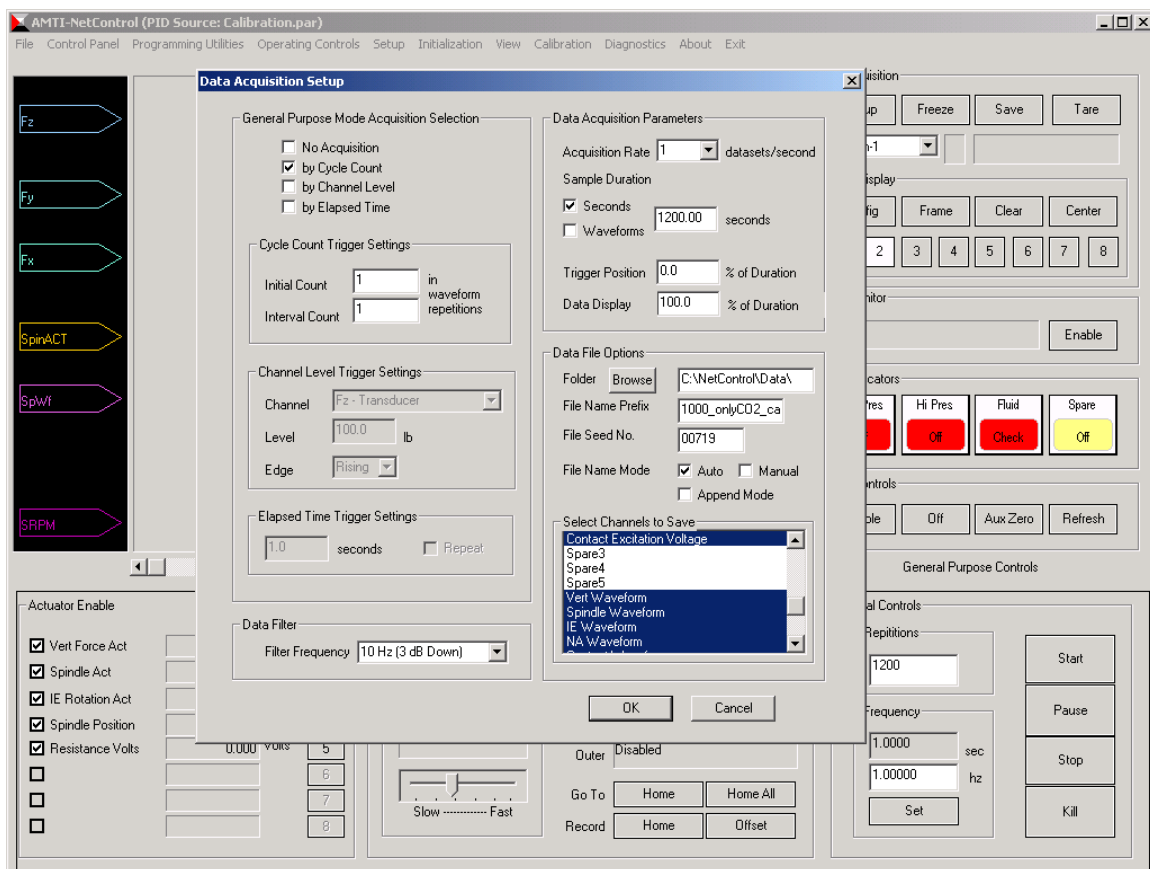 AMTI-NetControl (PID Source: Calibration.par)
File Control Panel Programming Utilities Operating Controls Setup Initialization View Calibration Diagnostics About Exit
Fz
Fy
Fx
SpinACT
SpWf
SRPM
Data Acquisition Setup
General Purpose Mode Acquisition Selection
No Acquisition
by Cycle Count
by Channel Level
by Elapsed Time
Cycle Count Trigger Settings
Initial Count 1
Interval Count 1
in waveform repetitions
Channel Level Trigger Settings
Channel Fz - Transducer
Level 100.0 lb
Edge Rising
Elapsed Time Trigger Settings
1.0 seconds Repeat
Data Filter
Filter Frequency 10 Hz (3 dB Down)
Data Acquisition Parameters
Acquisition Rate 1 datasets/second
Sample Duration
Seconds
Waveforms
1200.00 seconds
Trigger Position 0.0 % of Duration
Data Display 100.0 % of Duration
Data File Options
Folder Browse C:\NetControl\Data\
File Name Prefix 1000_onlyCO2_ca
File Seed No. 00719
File Name Mode Auto Manual
Append Mode
Select Channels to Save
Contact Excitation Voltage
Spare3
Spare4
Spare5
Vert Waveform
Spindle Waveform
IE Waveform
NA Waveform
OK Cancel
Freeze Save Tare
Frame Clear Center
2 3 4 5 6 7 8
Enable
Hi Pres Fluid Spare
Off Check Off
Off Aux Zero Refresh
General Purpose Controls
Actuator Enable
Vert Force Act
Spindle Act
IE Rotation Act
Spindle Position
Resistance Volts 0.000 Volts 5
6
7
8
Slow ------------ Fast
Outer Disabled
Go To Home Home All
Record Home Offset
Repititions
1200
Frequency
1.0000 sec
1.00000 hz
Set
Start
Pause
Stop
Kill